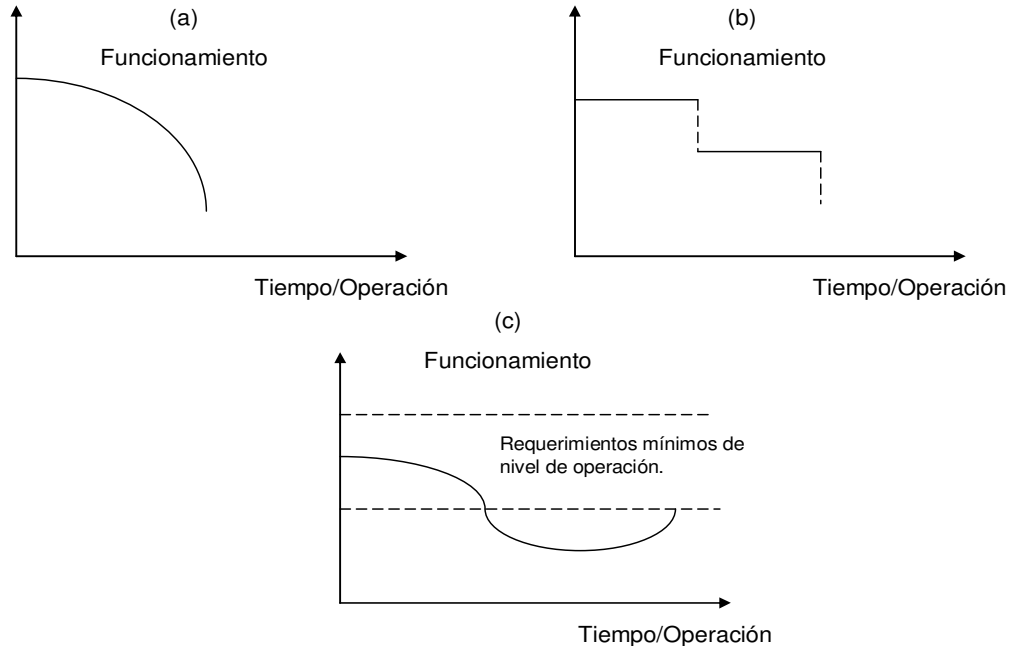 (a)
Funcionamiento
Tiempo/Operación
(b)
Funcionamiento
Tiempo/Operación
(c)
Funcionamiento
Requerimientos mínimos de
nivel de operación.
Tiempo/Operación